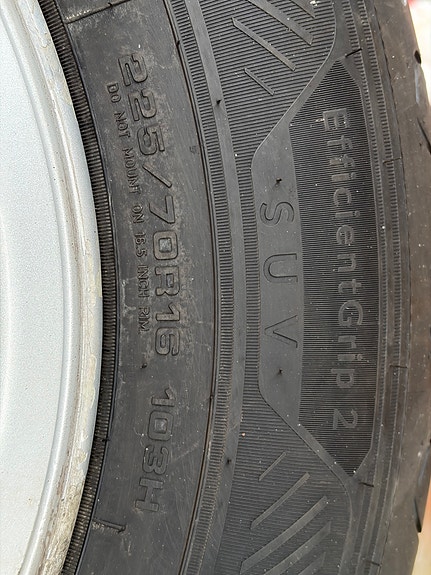 EfficientGrip 2
SUV
225/70R16 103H
DO NOT MOUNT ON 16.5 INCH RIM